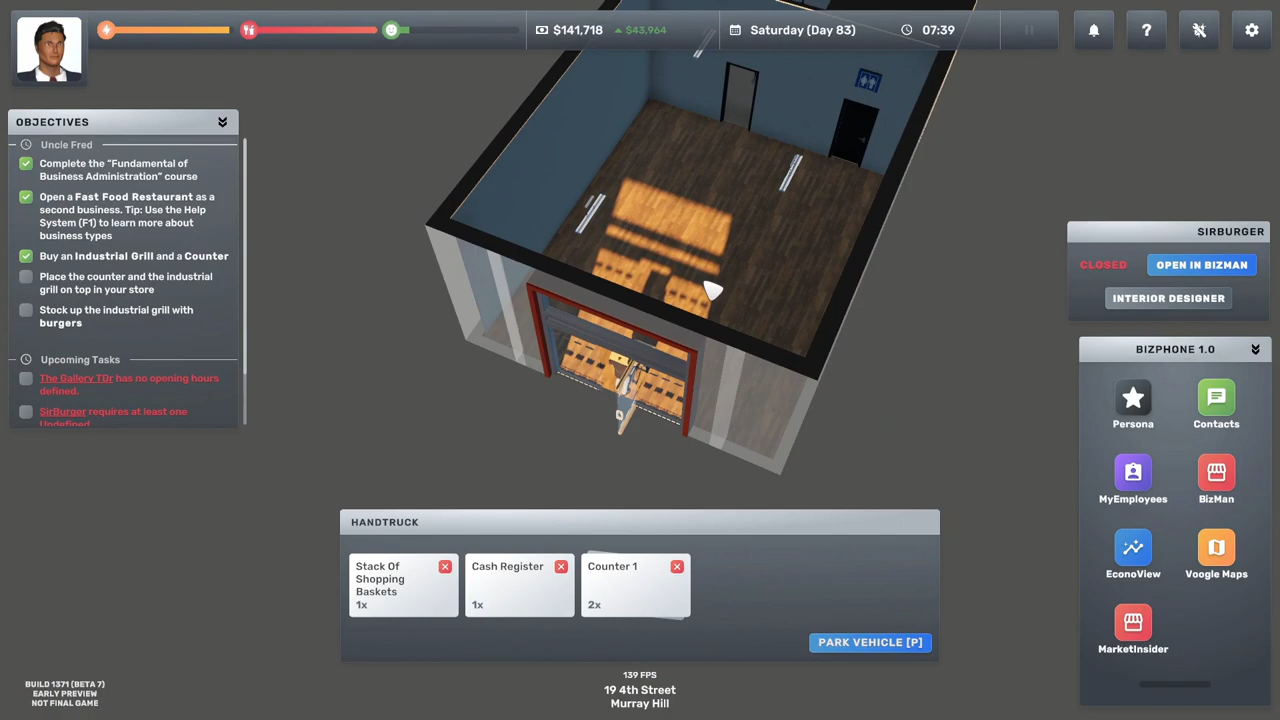 $141,718
$43,964
Saturday (Day 83)
07:39
?
OBJECTIVES
Uncle Fred
Complete the "Fundamental of
Business Administration" course
Open a Fast Food Restaurant as a
second business. Tip: Use the Help
System (F1) to learn more about
business types
Buy an Industrial Grill and a Counter
Place the counter and the industrial
grill on top in your store
Stock up the industrial grill with
burgers
Upcoming Tasks
The Gallery TDr has no opening hours
defined.
SirBurger requires at least one
Undefined
SIRBURGER
CLOSED
OPEN IN BIZMAN
INTERIOR DESIGNER
BIZPHONE 1.0
Persona
Contacts
MyEmployees
BizMan
EconoView
Voogle Maps
MarketInsider
HANDTRUCK
Stack Of
Shopping
Baskets
1x
Cash Register
1x
Counter 1
2x
PARK VEHICLE [P]
139 FPS
19 4th Street
Murray Hill
BUILD 1371 (BETA 7)
EARLY PREVIEW
NOT FINAL GAME